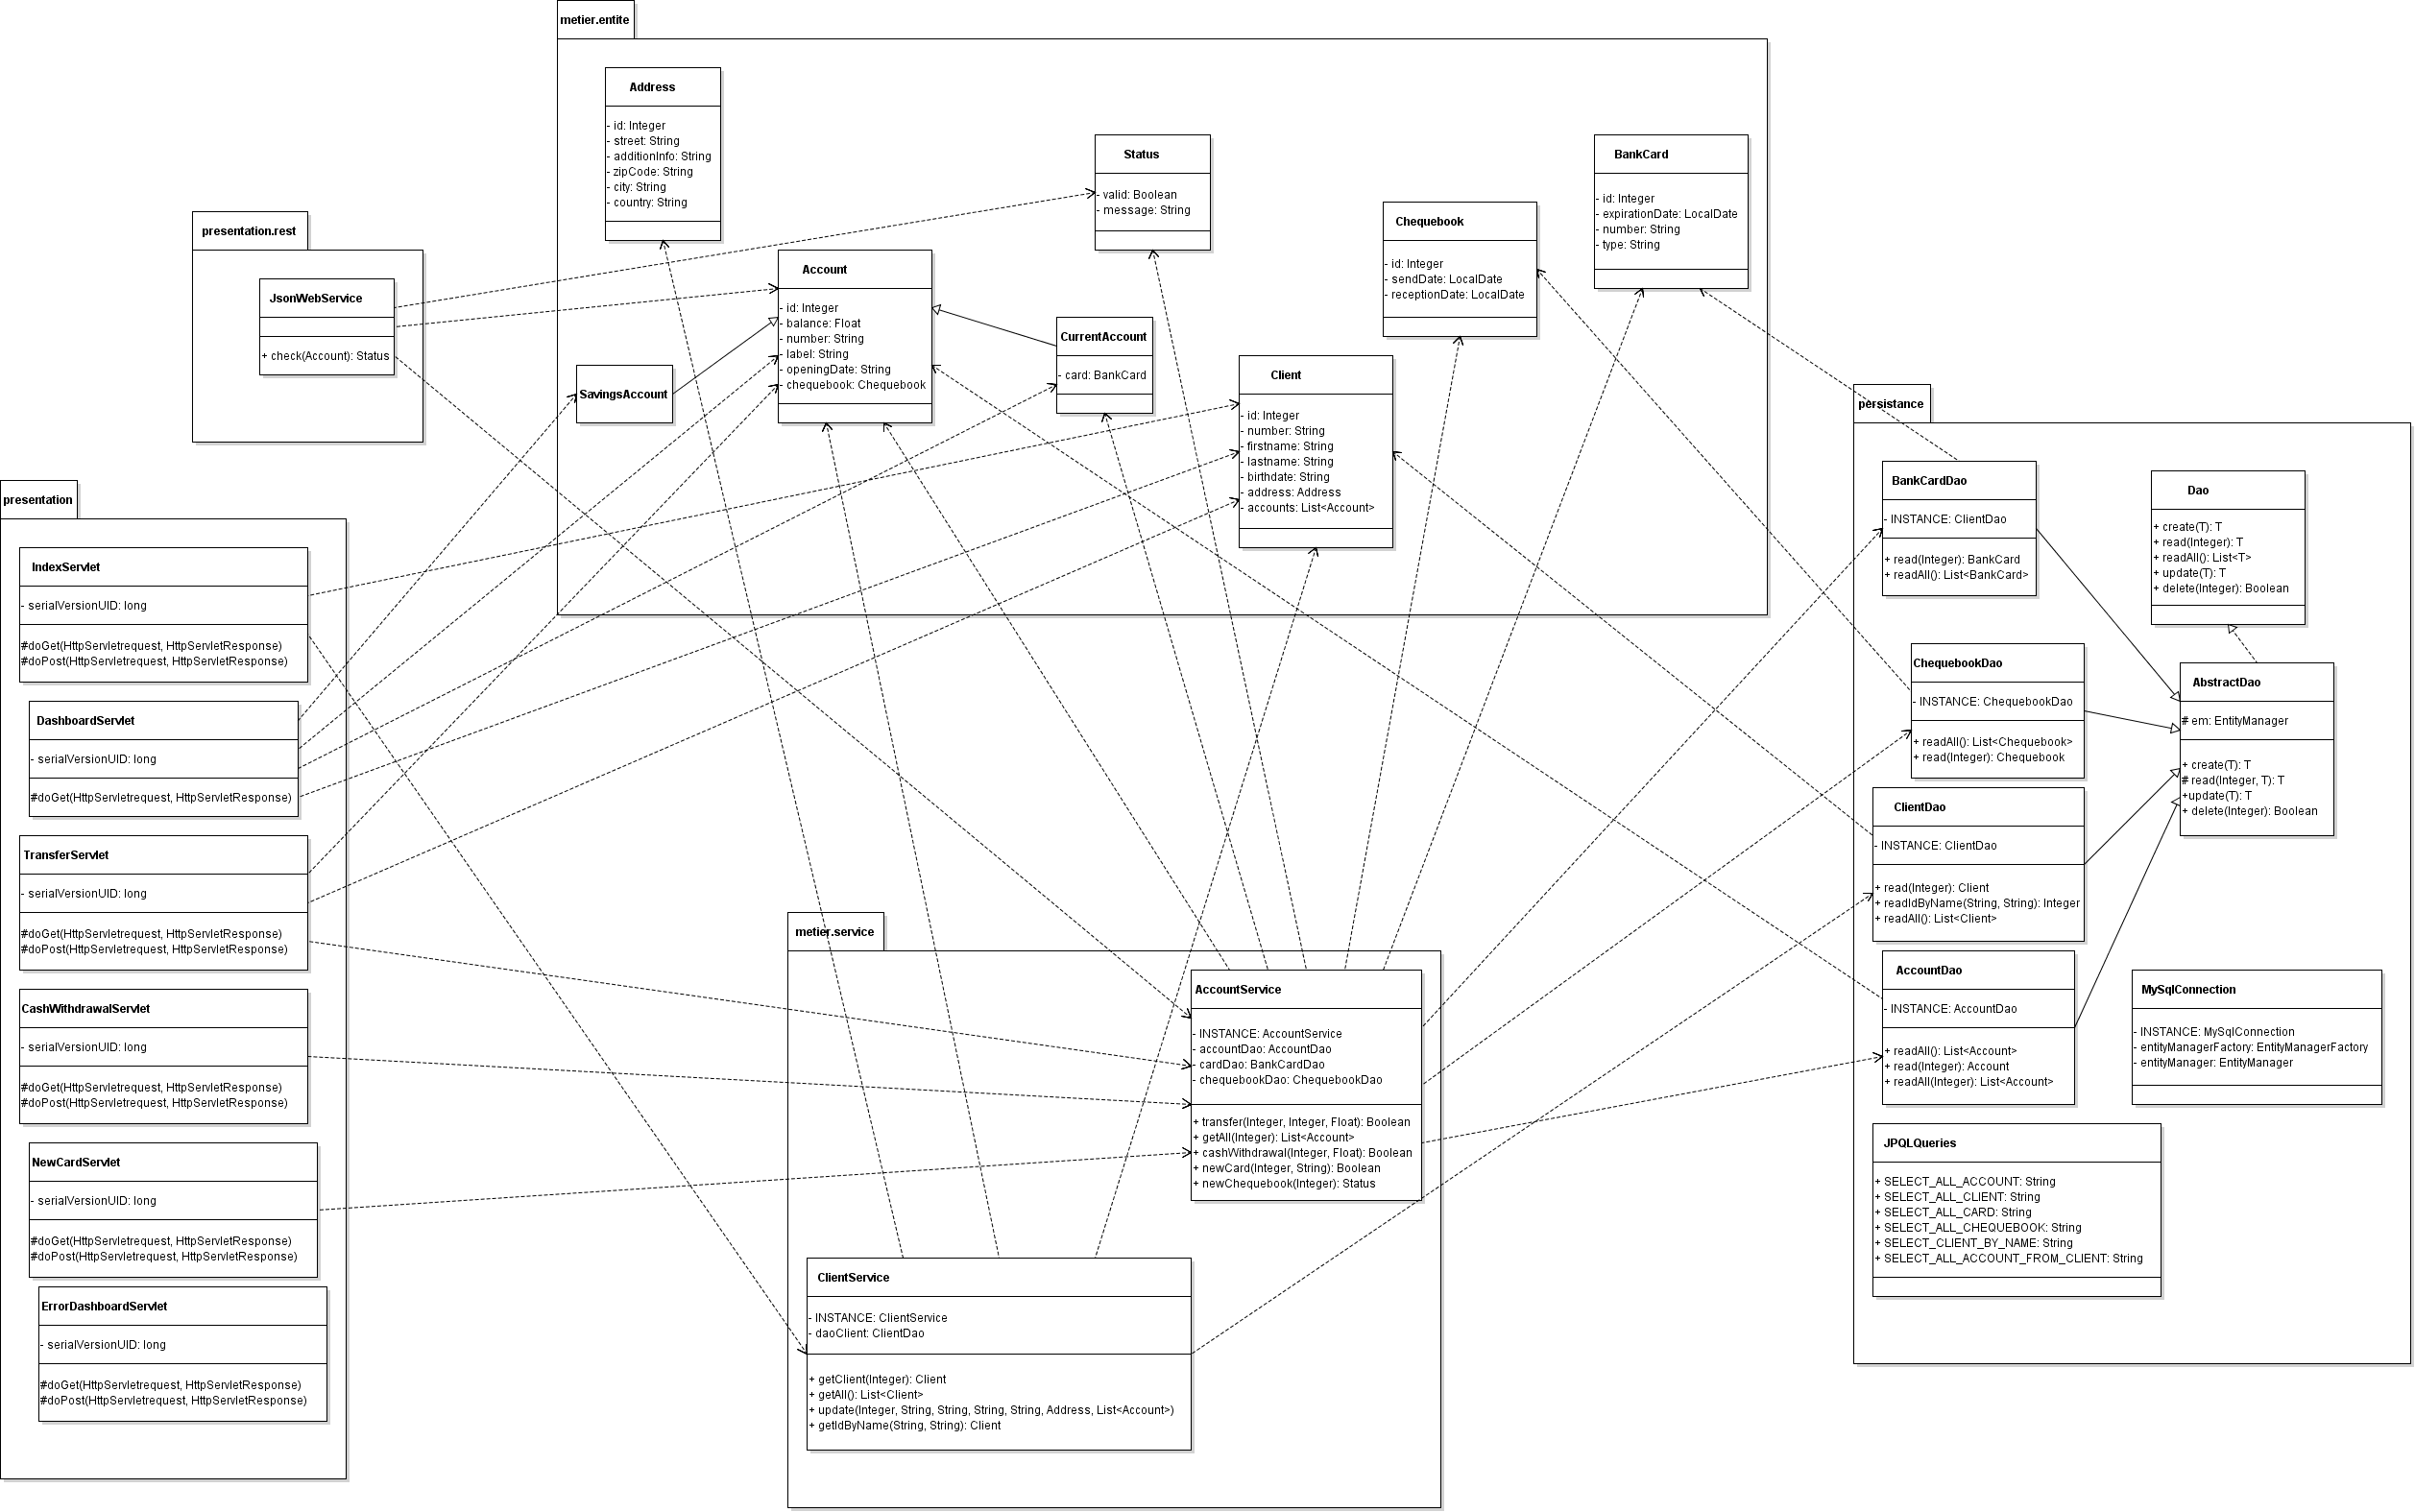 metier.entite
Address
- id: Integer
- street: String
- additionInfo: String
- zipCode: String
- city: String
- country: String
Status
- valid: Boolean
- message: String
BankCard
- id: Integer
- expirationDate: LocalDate
- number: String
- type: String
Chequebook
- id: Integer
- sendDate: LocalDate
- receptionDate: LocalDate
Account
- id: Integer
- balance: Float
- number: String
- label: String
- openingDate: String
- chequebook: Chequebook
CurrentAccount
- card: BankCard
SavingsAccount
Client
- id: Integer
- number: String
- firstname: String
- lastname: String
- birthdate: String
- address: Address
- accounts: List<Account>
presentation.rest
JsonWebService
+ check(Account): Status
presentation
IndexServlet
- serialVersionUID: long
#doGet(HttpServletrequest, HttpServletResponse)
#doPost(HttpServletrequest, HttpServletResponse)
DashboardServlet
- serialVersionUID: long
#doGet(HttpServletrequest, HttpServletResponse)
TransferServlet
- serialVersionUID: long
#doGet(HttpServletrequest, HttpServletResponse)
#doPost(HttpServletrequest, HttpServletResponse)
CashWithdrawalServlet
- serialVersionUID: long
#doGet(HttpServletrequest, HttpServletResponse)
#doPost(HttpServletrequest, HttpServletResponse)
NewCardServlet
- serialVersionUID: long
#doGet(HttpServletrequest, HttpServletResponse)
#doPost(HttpServletrequest, HttpServletResponse)
ErrorDashboardServlet
- serialVersionUID: long
#doGet(HttpServletrequest, HttpServletResponse)
#doPost(HttpServletrequest, HttpServletResponse)
metier.service
AccountService
- INSTANCE: AccountService
- accountDao: AccountDao
- cardDao: BankCardDao
- chequebookDao: ChequebookDao
+ transfer(Integer, Integer, Float): Boolean
+ getAll(Integer): List<Account>
+ cashWithdrawal(Integer, Float): Boolean
+ newCard(Integer, String): Boolean
+ newChequebook(Integer): Status
ClientService
- INSTANCE: ClientService
- daoClient: ClientDao
+ getClient(Integer): Client
+ getAll(): List<Client>
+ update(Integer, String, String, String, String, Address, List<Account>)
+ getIdByName(String, String): Client
persistance
BankCardDao
- INSTANCE: ClientDao
+ read(Integer): BankCard
+ readAll(): List<BankCard>
Dao
+ create(T): T
+ read(Integer): T
+ readAll(): List<T>
+ update(T): T
+ delete(Integer): Boolean
ChequebookDao
- INSTANCE: ChequebookDao
+ readAll(): List<Chequebook>
+ read(Integer): Chequebook
AbstractDao
# em: EntityManager
+ create(T): T
# read(Integer, T): T
+update(T): T
+ delete(Integer): Boolean
ClientDao
- INSTANCE: ClientDao
+ read(Integer): Client
+ readIdByName(String, String): Integer
+ readAll(): List<Client>
AccountDao
- INSTANCE: AccountDao
+ readAll(): List<Account>
+ read(Integer): Account
+ readAll(Integer): List<Account>
MySqlConnection
- INSTANCE: MySqlConnection
- entityManagerFactory: EntityManagerFactory
- entityManager: EntityManager
JPQLQueries
+ SELECT_ALL_ACCOUNT: String
+ SELECT_ALL_CLIENT: String
+ SELECT_ALL_CARD: String
+ SELECT_ALL_CHEQUEBOOK: String
+ SELECT_CLIENT_BY_NAME: String
+ SELECT_ALL_ACCOUNT_FROM_CLIENT: String